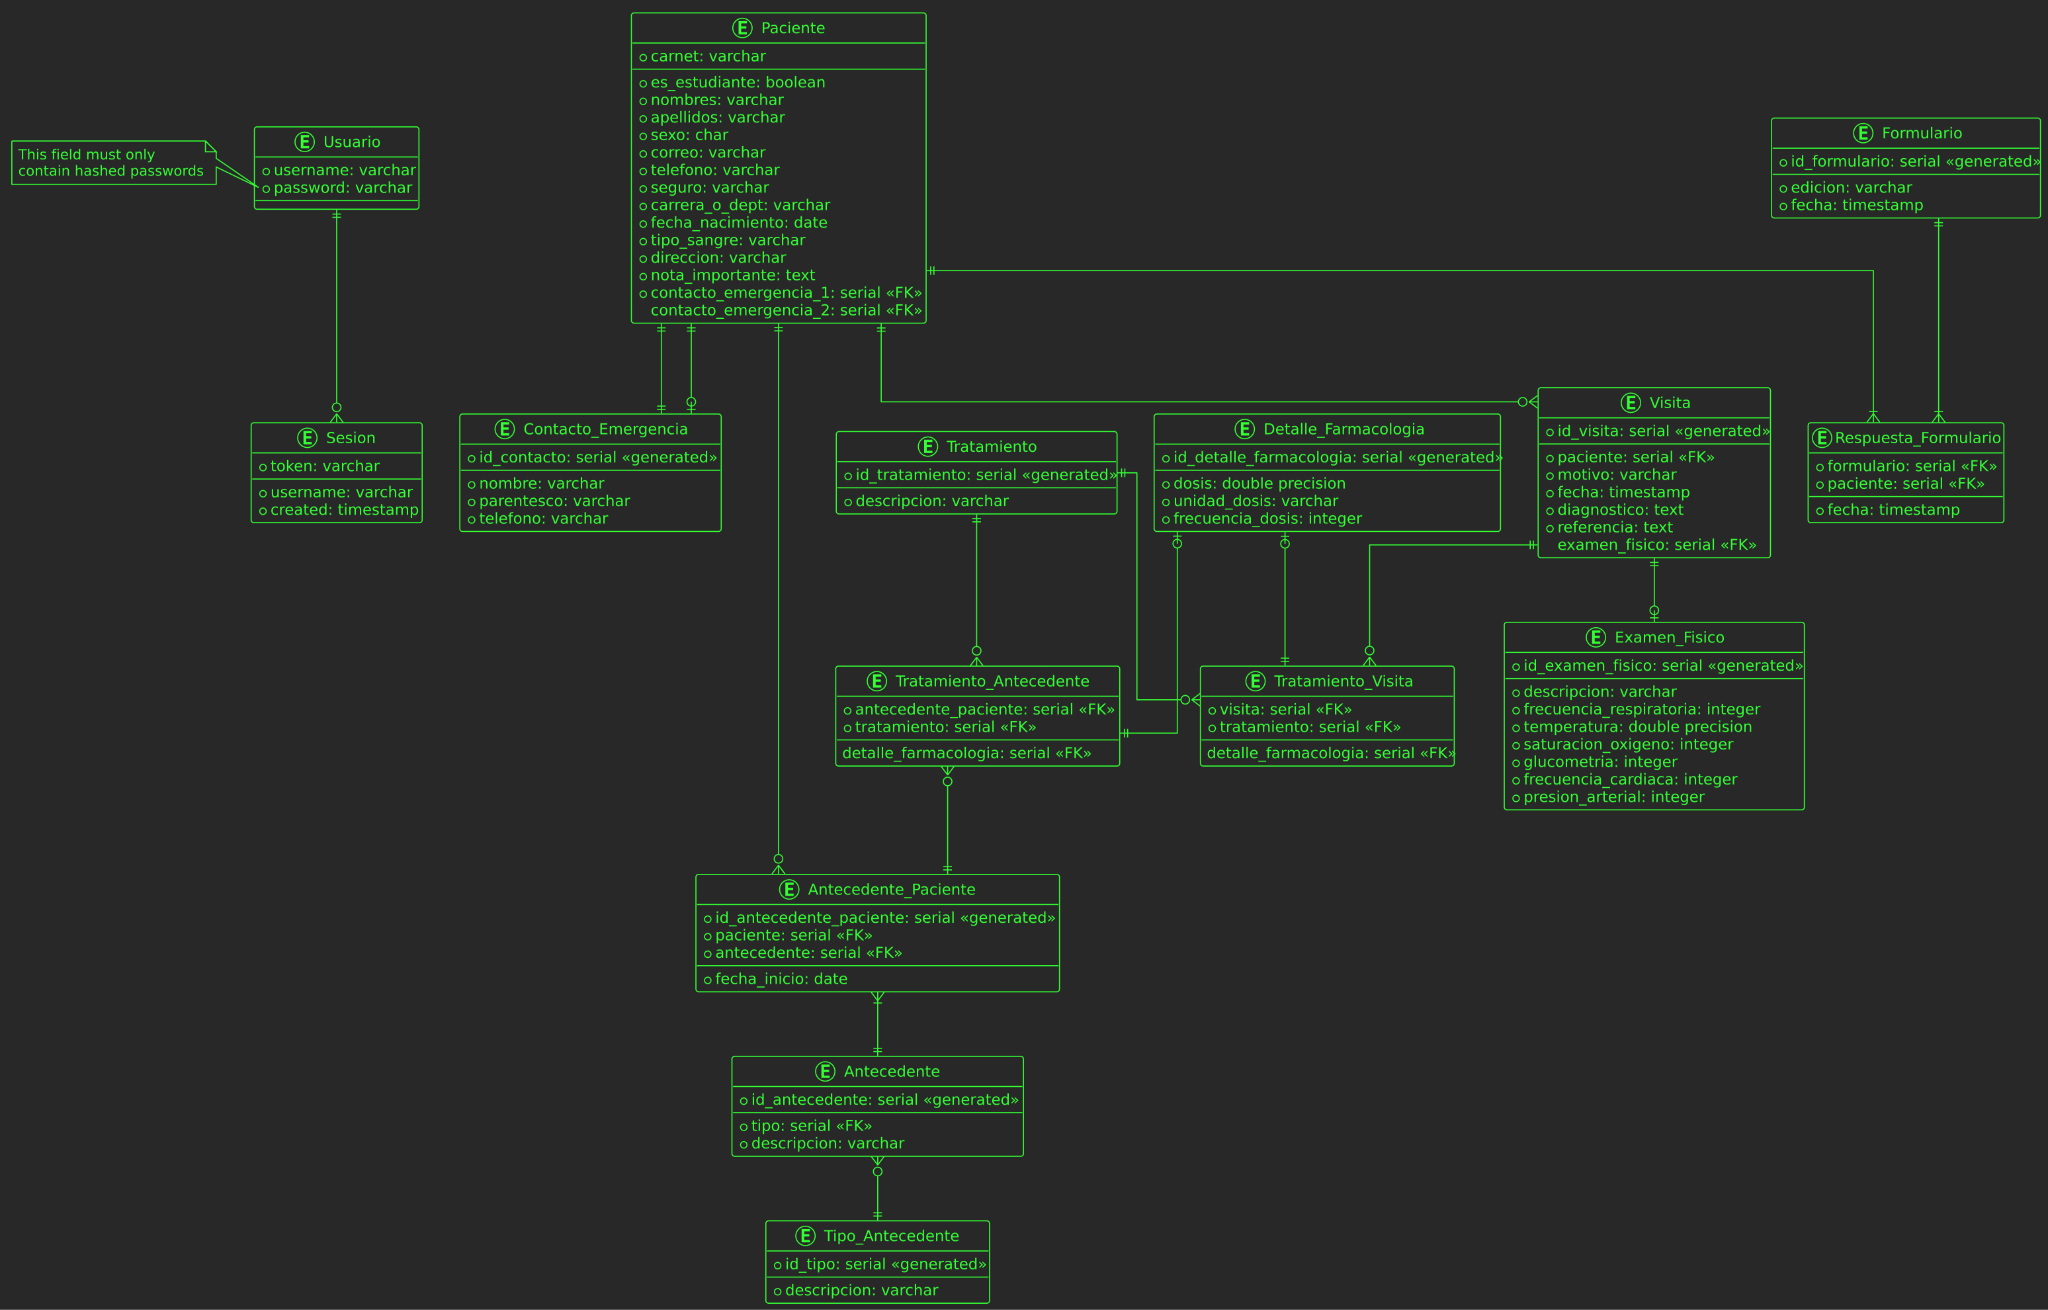 E Paciente
carnet: varchar
es_estudiante: boolean
nombres: varchar
apellidos: varchar
sexo: char
correo: varchar
telefono: varchar
seguro: varchar
carrera_o_dept: varchar
fecha_nacimiento: date
tipo_sangre: varchar
direccion: varchar
nota_importante: text
contacto_emergencia_1: serial «FK»
contacto_emergencia_2: serial «FK»
This field must only
contain hashed passwords
E Usuario
username: varchar
password: varchar
E Formulario
id_formulario: serial «generated»
edicion: varchar
fecha: timestamp
E Sesion
token: varchar
username: varchar
created: timestamp
E Contacto_Emergencia
id_contacto: serial «generated»
nombre: varchar
parentesco: varchar
telefono: varchar
E Tratamiento
id_tratamiento: serial «generated»
descripcion: varchar
E Detalle_Farmacologia
id_detalle_farmacologia: serial «generated»
dosis: double precision
unidad_dosis: varchar
frecuencia_dosis: integer
E Visita
id_visita: serial «generated»
paciente: serial «FK»
motivo: varchar
fecha: timestamp
diagnostico: text
referencia: text
examen_fisico: serial «FK»
E Respuesta_Formulario
formulario: serial «FK»
paciente: serial «FK»
fecha: timestamp
E Tratamiento_Antecedente
antecedente_paciente: serial «FK»
tratamiento: serial «FK»
detalle_farmacologia: serial «FK»
E Tratamiento_Visita
visita: serial «FK»
tratamiento: serial «FK»
detalle_farmacologia: serial «FK»
E Examen_Fisico
id_examen_fisico: serial «generated»
descripcion: varchar
frecuencia_respiratoria: integer
temperatura: double precision
saturacion_oxigeno: integer
glucometria: integer
frecuencia_cardiaca: integer
presion_arterial: integer
E Antecedente_Paciente
id_antecedente_paciente: serial «generated»
paciente: serial «FK»
antecedente: serial «FK»
fecha_inicio: date
E Antecedente
id_antecedente: serial «generated»
tipo: serial «FK»
descripcion: varchar
E Tipo_Antecedente
id_tipo: serial «generated»
descripcion: varchar